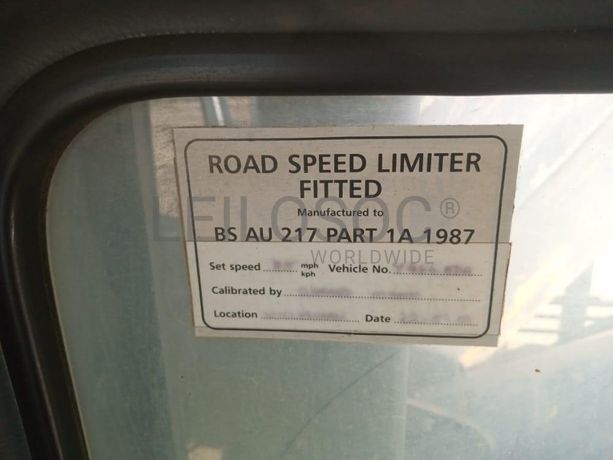 ROAD SPEED LIMITER
FITTED
Manufactured to
BS AU 217 PART 1A 1987
LEILOSOC®
WORLDWIDE
Set speed ........ mph kph Vehicle No.
Calibrated by
Location Date